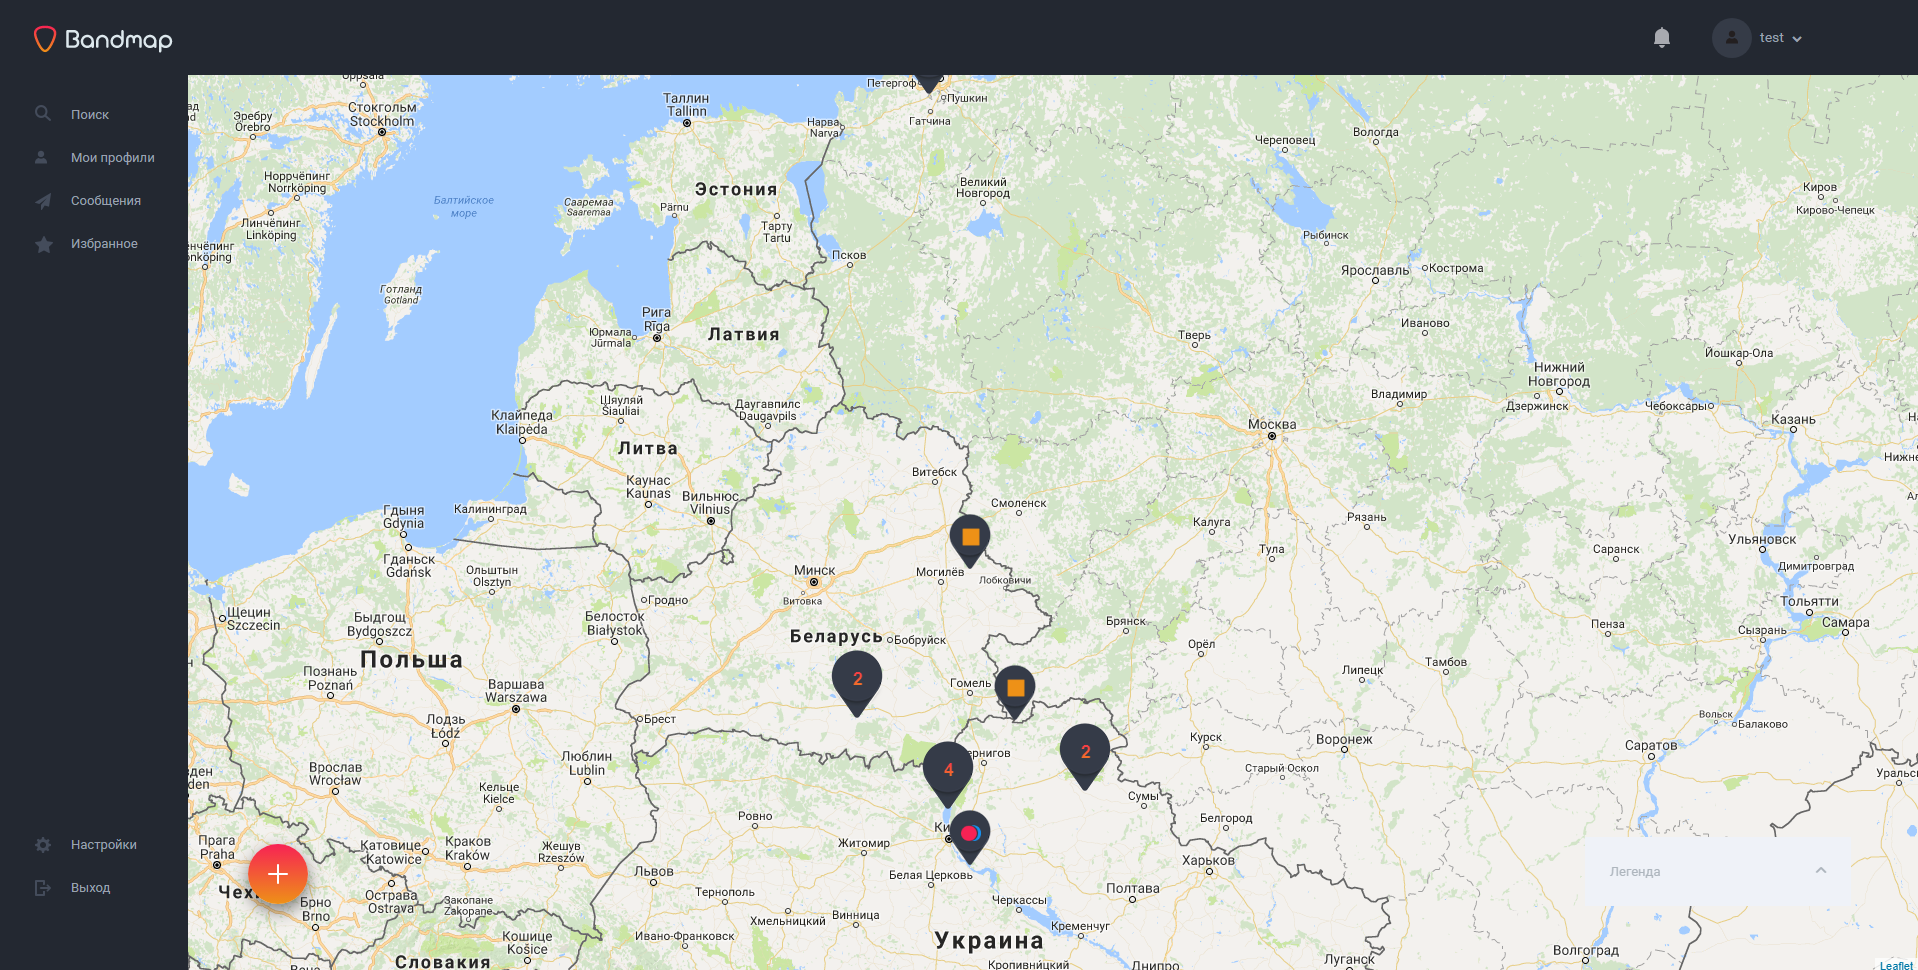 Bandmap
test
Поиск
Мои профили
Сообщения
Избранное
Настройки
Выход
Петергоф
Пушкин
Гатчина
Таллин
Tallinn
Нарва
Narva
Стокгольм
Stockholm
Эребру
Örebro
Череповец
Вологда
Норрчёпинг
Norrköping
Балтийское
море
Сааремаа
Saaremaa
Эстония
Pärnu
Великий
Новгород
Киров
Кирово-Чепецк
Линчёпинг
Linköping
Тарту
Tartu
Рыбинск
Псков
Ярославль
Кострома
Готланд
Gotland
Рига
Rīga
Юрмала
Jūrmala
Латвия
Тверь
Иваново
Йошкар-Ола
Нижний
Новгород
Шяуляй
Šiauliai
Даугавпилс
Daugavpils
Владимир
Дзержинск
Чебоксары
Казань
Клайпеда
Klaipėda
Москва
Литва
Витебск
Каунас
Kaunas
Вильнюс
Vilnius
Смоленск
Калининград
Гдыня
Gdynia
Калуга
Рязань
Гданьск
Gdańsk
Тула
Саранск
Ульяновск
Димитровград
Ольштын
Olsztyn
Минск
Могилёв
Лобковичи
Витовка
Гродно
Тольятти
Щецин
Szczecin
Быдгощ
Bydgoszcz
Белосток
Białystok
Беларусь
Бобруйск
Брянск
Орёл
Пенза
Сызрань
Самара
Польша
Познань
Poznań
Варшава
Warszawa
2
Гомель
Липецк
Тамбов
Брест
Лодзь
Łódź
Вольск
Балаково
Курск
Воронеж
Саратов
2
4
Люблин
Lublin
Вроцлав
Wrocław
Старый Оскол
Кельце
Kielce
Сумы
Ровно
Белгород
Житомир
Прага
Praha
Катовице
Katowice
Краков
Kraków
Жешув
Rzeszów
Харьков
Львов
Белая Церковь
Легенда
Тернополь
Полтава
Острава
Ostrava
Закопане
Zakopane
Брно
Brno
Черкассы
Хмельницкий
Винница
Кременчуг
Ивано-Франковск
Кошице
Košice
Украина
Словакия
Волгоград
Луганск
Днипро
Leaflet